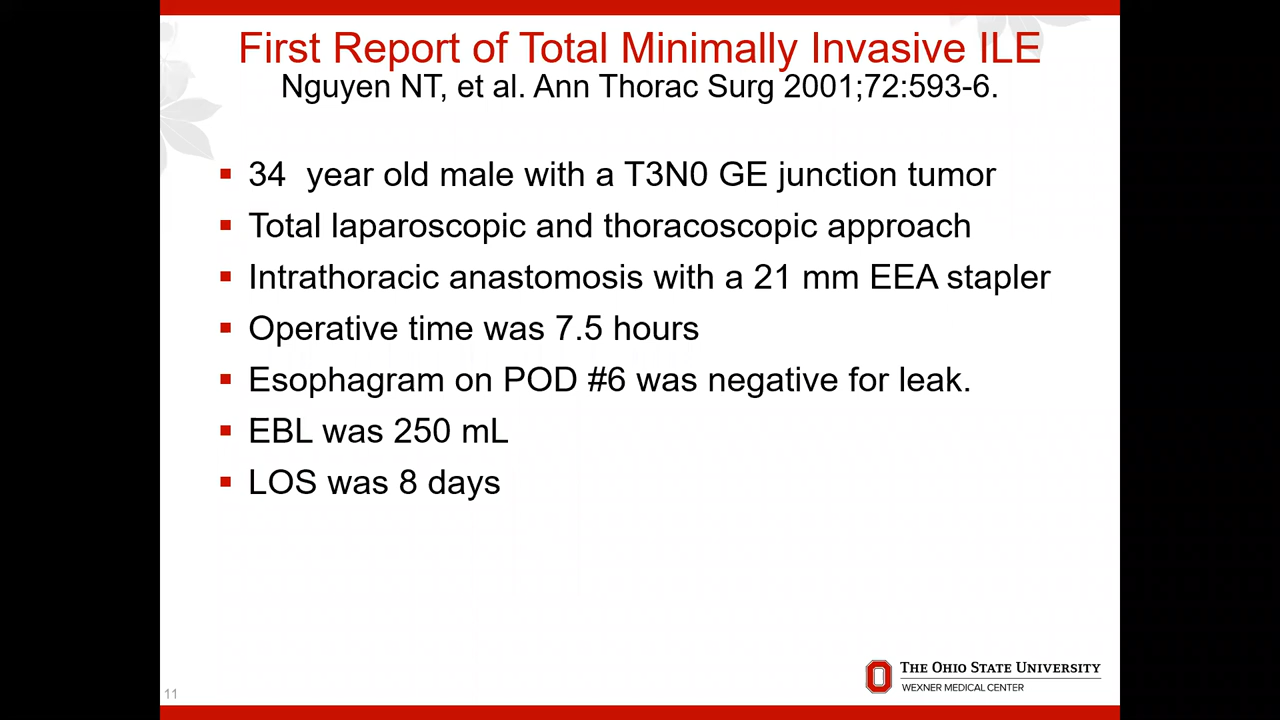 First Report of Total Minimally Invasive ILE
Nguyen NT, et al. Ann Thorac Surg 2001;72:593-6.
▪ 34  year old male with a T3N0 GE junction tumor
▪ Total laparoscopic and thoracoscopic approach
▪ Intrathoracic anastomosis with a 21 mm EEA stapler
▪ Operative time was 7.5 hours
▪ Esophagram on POD #6 was negative for leak.
▪ EBL was 250 mL
▪ LOS was 8 days
THE OHIO STATE UNIVERSITY
WEXNER MEDICAL CENTER
11